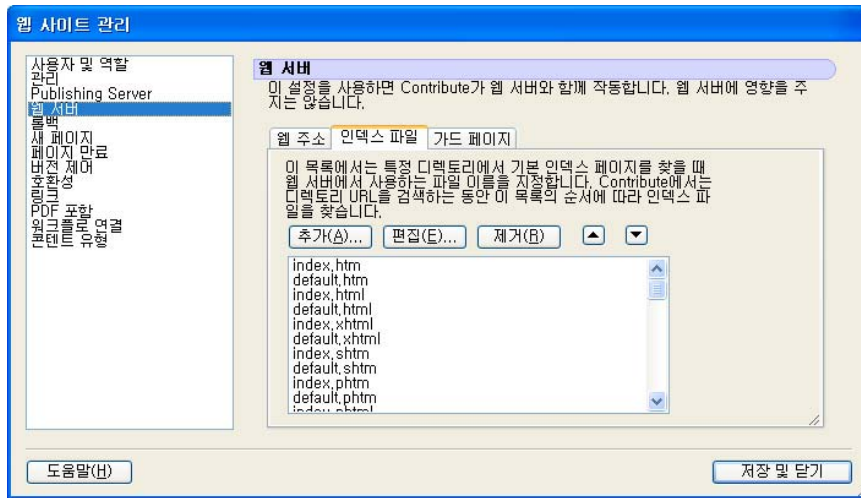 웹 사이트 관리
사용자 및 역할
관리
Publishing Server
웹 서버
롤백
새 페이지
페이지 만료
버전 제어
호환성
링크
PDF 포함
워크플로 연결
콘텐트 유형
웹 서버
이 설정을 사용하면 Contribute가 웹 서버와 함께 작동합니다. 웹 서버에 영향을 주
지는 않습니다.
웹 주소 인덱스 파일 가드 페이지
이 목록에서는 특정 디렉토리에서 기본 인덱스 페이지를 찾을 때
웹 서버에서 사용하는 파일 이름을 지정합니다. Contribute에서는
디렉토리 URL을 검색하는 동안 이 목록의 순서에 따라 인덱스 파
일을 찾습니다.
추가(A)... 편집(E)... 제거(R)
index.htm
default.htm
index.html
default.html
index.xhtml
default.xhtml
index.shtm
default.shtm
index.phtm
default.phtm
index.phtml
도움말(H) 저장 및 닫기